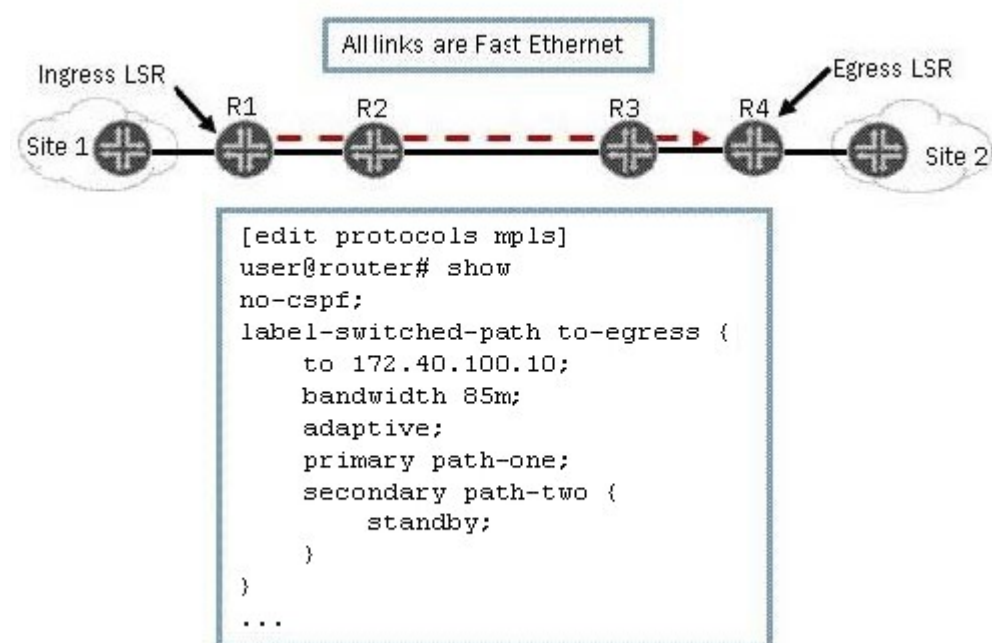 All links are Fast Ethernet
Ingress LSR
Egress LSR
R1
R2
R3
R4
Site 1
Site 2
[edit protocols mpls]
user@router# show
no-cspf;
label-switched-path to-egress {
    to 172.40.100.10;
    bandwidth 85m;
    adaptive;
    primary path-one;
    secondary path-two {
        standby;
    }
}
...